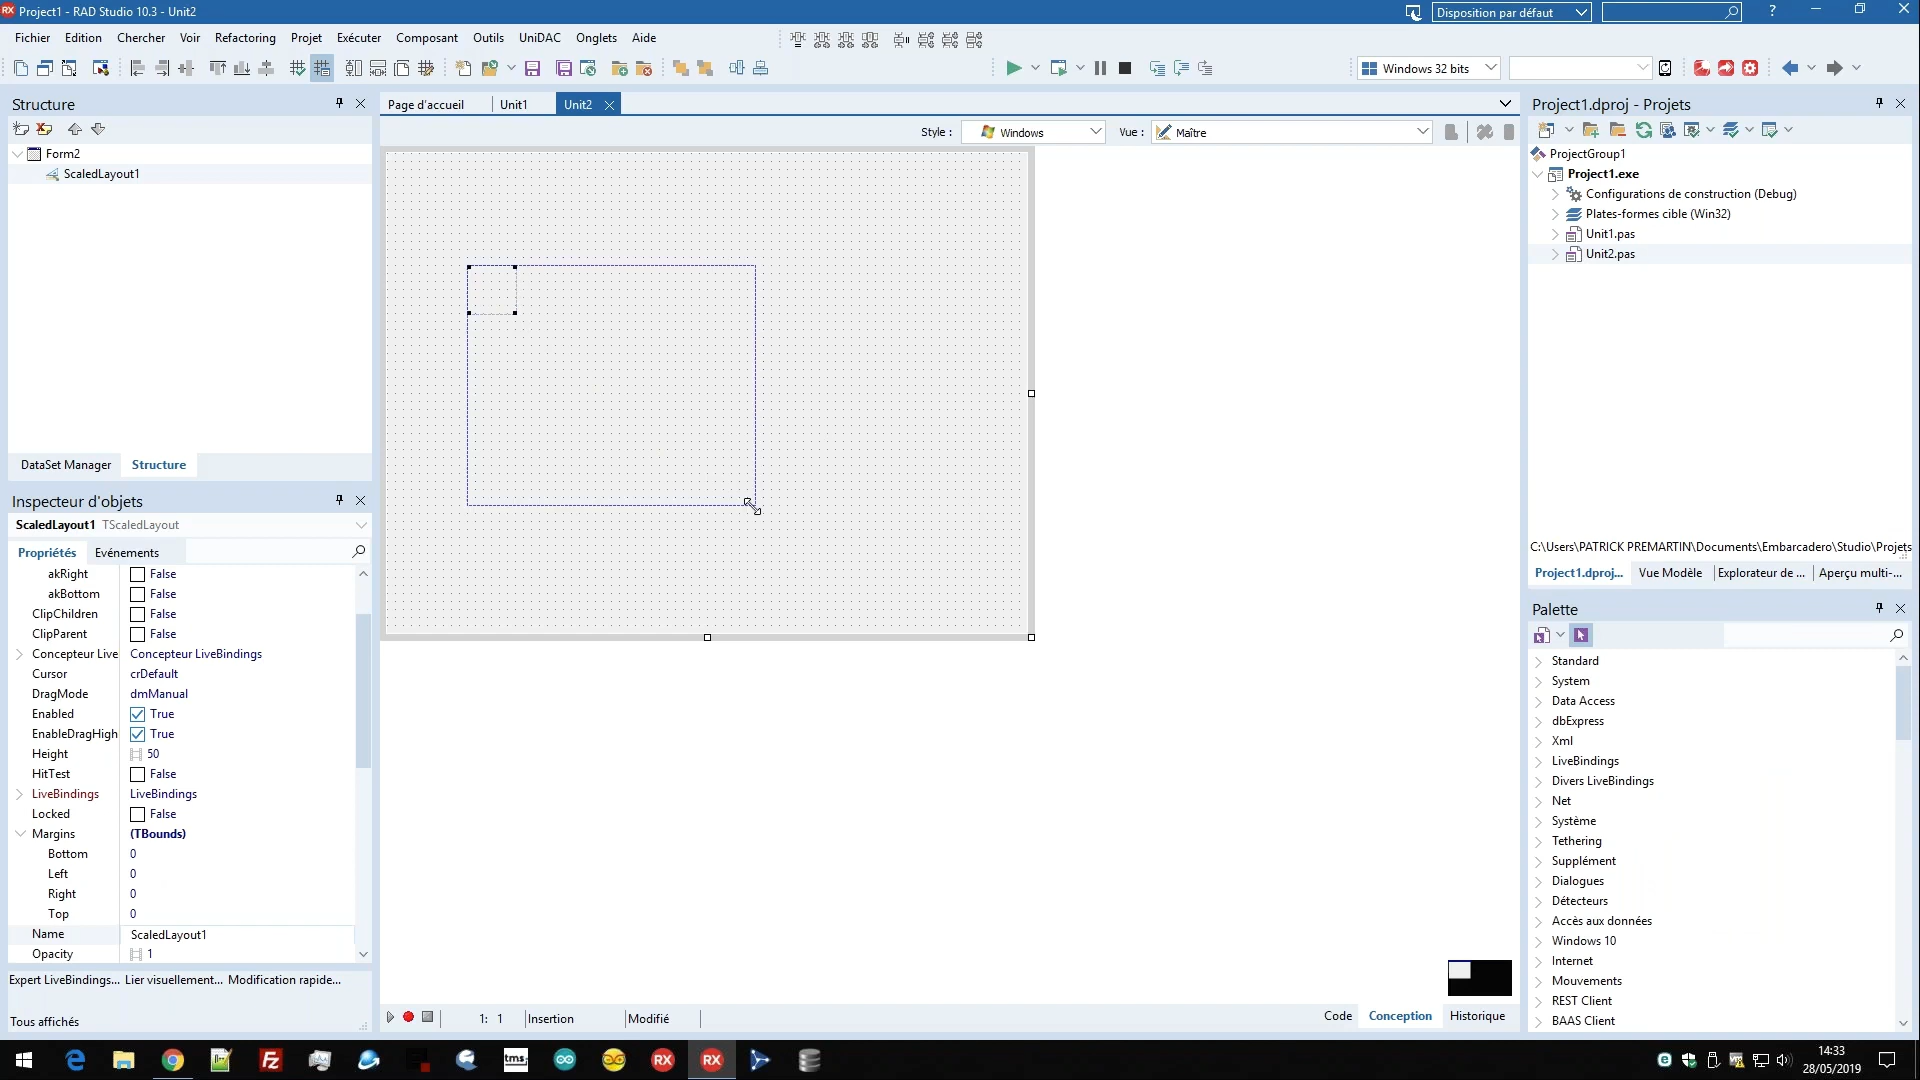 Project1 - RAD Studio 10.3 - Unit2
Disposition par défaut
?
Fichier Edition Chercher Voir Refactoring Projet Exécuter Composant Outils UniDAC Onglets Aide
Windows 32 bits
Structure
Form2
ScaledLayout1
DataSet Manager Structure
Inspecteur d'objets
ScaledLayout1 TScaledLayout
Propriétés Evénements
akRight False
akBottom False
ClipChildren False
ClipParent False
Concepteur Live Concepteur LiveBindings
Cursor crDefault
DragMode dmManual
Enabled True
EnableDragHigh True
Height 50
HitTest False
LiveBindings LiveBindings
Locked False
Margins (TBounds)
Bottom 0
Left 0
Right 0
Top 0
Name ScaledLayout1
Opacity 1
Expert LiveBindings... Lier visuellement... Modification rapide...
Tous affichés
Page d'accueil Unit1 Unit2
Style : Windows Vue : Maître
1: 1 Insertion Modifié
Code Conception Historique
Project1.dproj - Projets
ProjectGroup1
Project1.exe
Configurations de construction (Debug)
Plates-formes cible (Win32)
Unit1.pas
Unit2.pas
C:\Users\PATRICK PREMARTIN\Documents\Embarcadero\Studio\Projets
Project1.dproj... Vue Modèle Explorateur de ... Aperçu multi-...
Palette
Standard
System
Data Access
dbExpress
Xml
LiveBindings
Divers LiveBindings
Net
Système
Tethering
Supplément
Dialogues
Détecteurs
Accès aux données
Windows 10
Internet
Mouvements
REST Client
BAAS Client
tms
RX RX
14:33
28/05/2019